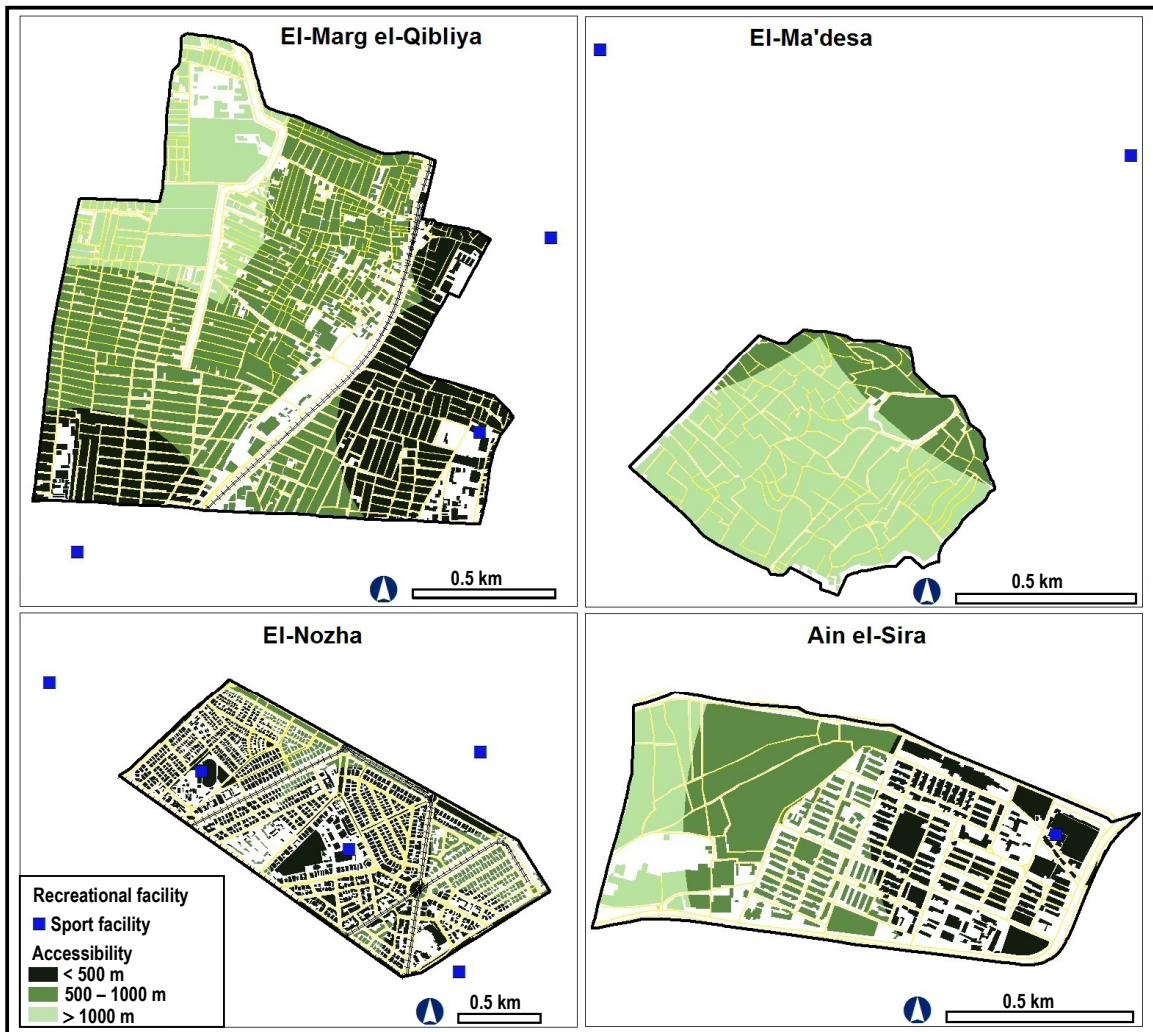 El-Marg el-Qibliya
0.5 km
El-Ma'desa
0.5 km
El-Nozha
0.5 km
Ain el-Sira
0.5 km
Recreational facility
Sport facility
Accessibility
< 500 m
500 – 1000 m
> 1000 m